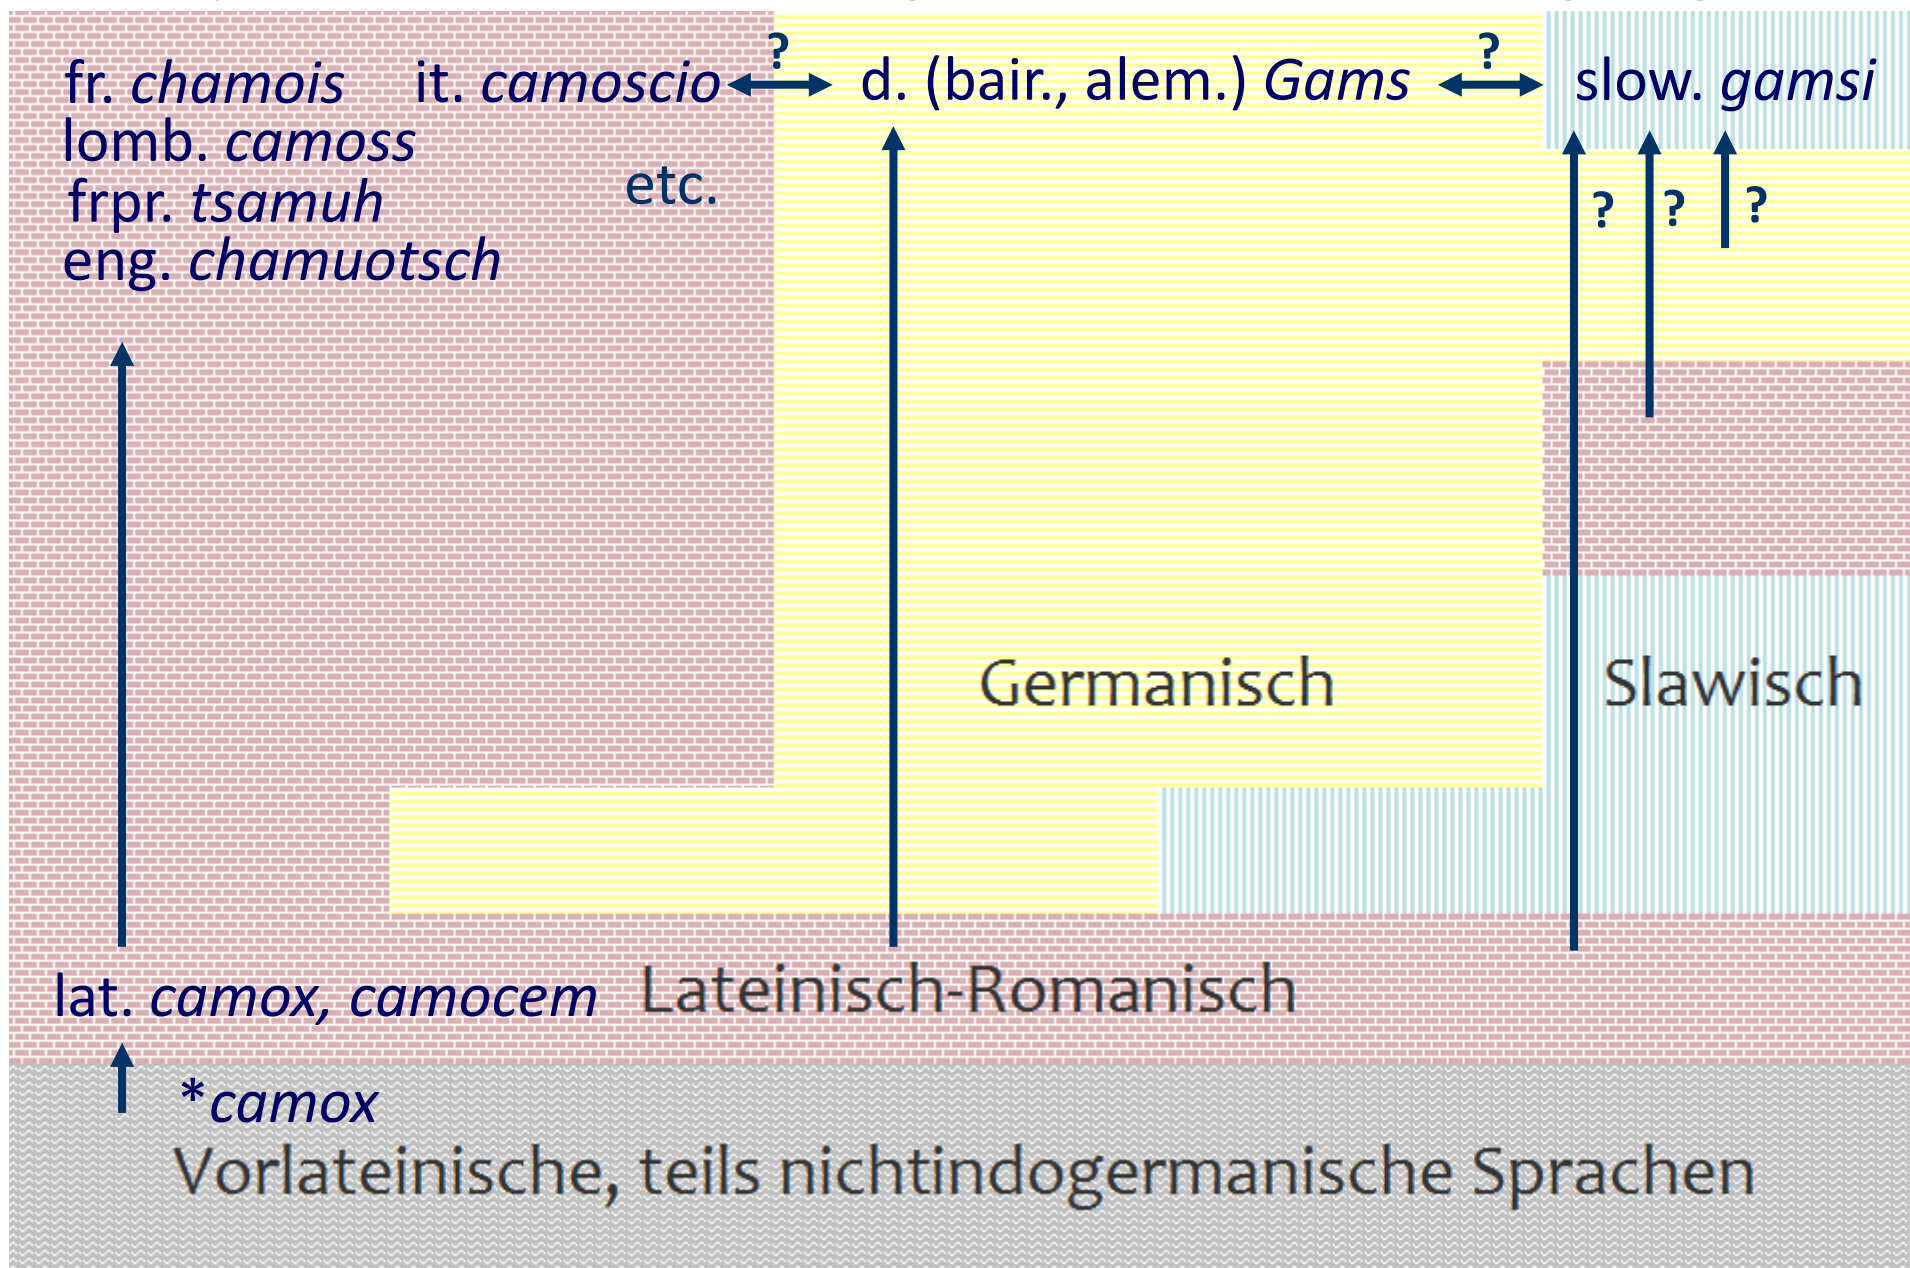 fr. chamois it. camoscio ? d. (bair., alem.) Gams ? slow. gamsi
lomb. camoss
etc.
frpr. tsamuh
? ? ?
eng. chamuotsch
Germanisch Slawisch
lat. camox, camocem Lateinisch-Romanisch
*camox
Vorlateinische, teils nichtindogermanische Sprachen